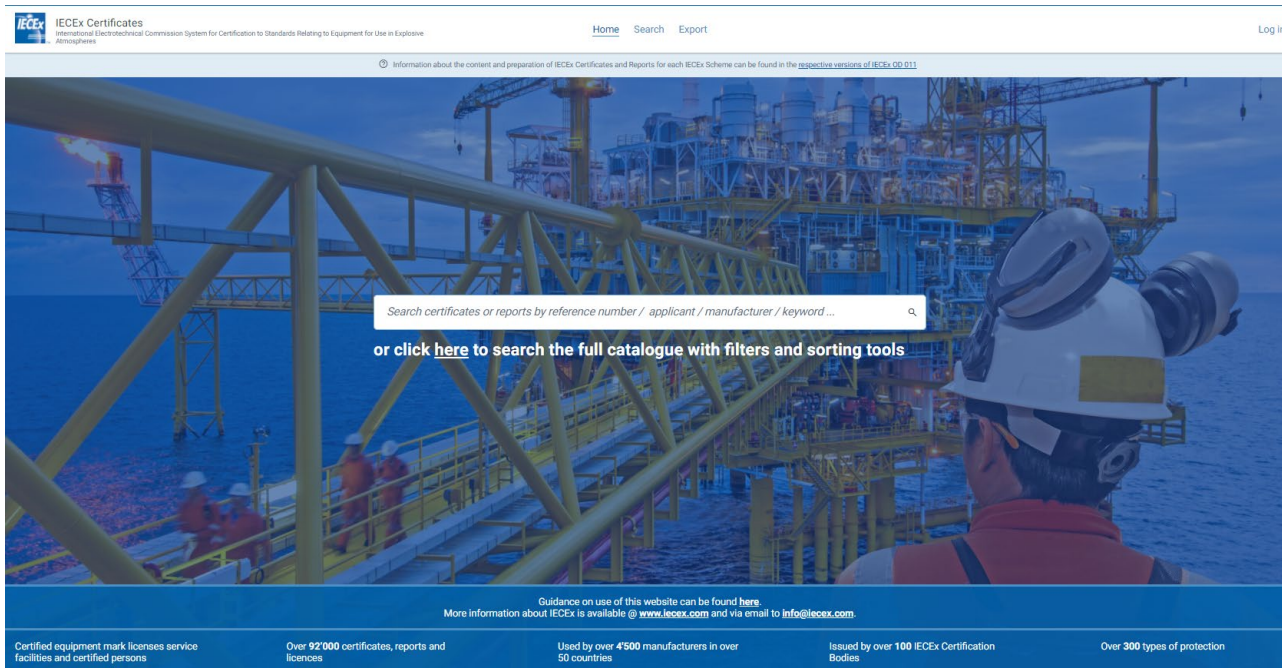 IECEx
IECEx Certificates
International Electrotechnical Commission System for Certification to Standards Relating to Equipment for Use in Explosive
Atmospheres
Home
Search
Export
Log in
Information about the content and preparation of IECEx Certificates and Reports for each IECEx Scheme can be found in the respective versions of IECEx OD 011
Search certificates or reports by reference number / applicant / manufacturer / keyword ...
or click here to search the full catalogue with filters and sorting tools
Guidance on use of this website can be found here.
More information about IECEx is available @ www.iecex.com and via email to info@iecex.com.
Certified equipment mark licenses service
facilities and certified persons
Over 92'000 certificates, reports and
licences
Used by over 4'500 manufacturers in over
50 countries
Issued by over 100 IECEx Certification
Bodies
Over 300 types of protection